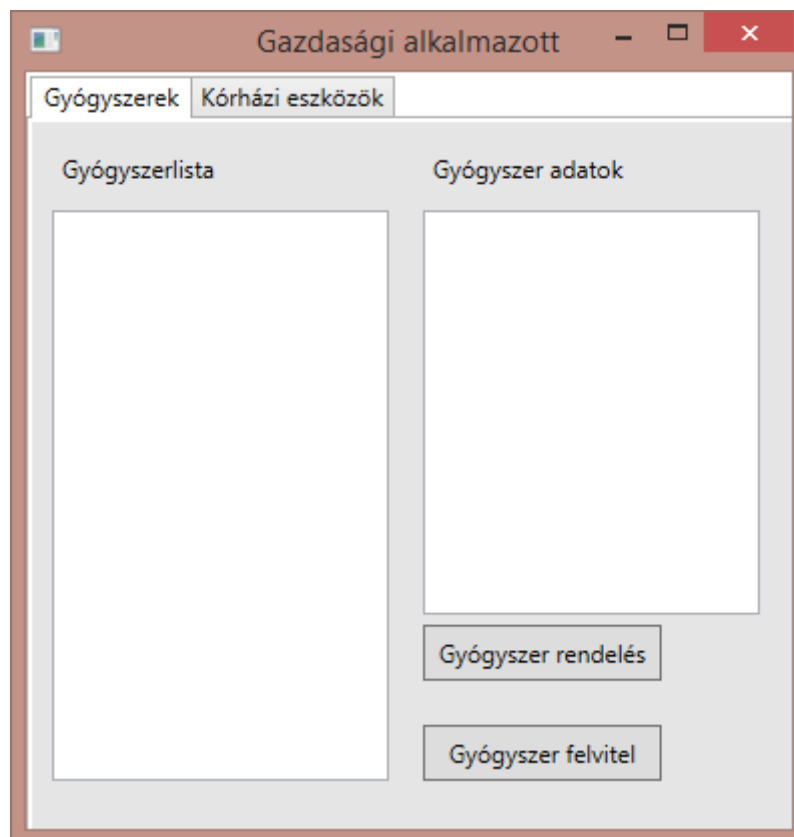 Gazdasági alkalmazott
Gyógyszerek Kórházi eszközök
Gyógyszerlista
Gyógyszer adatok
Gyógyszer rendelés
Gyógyszer felvitel